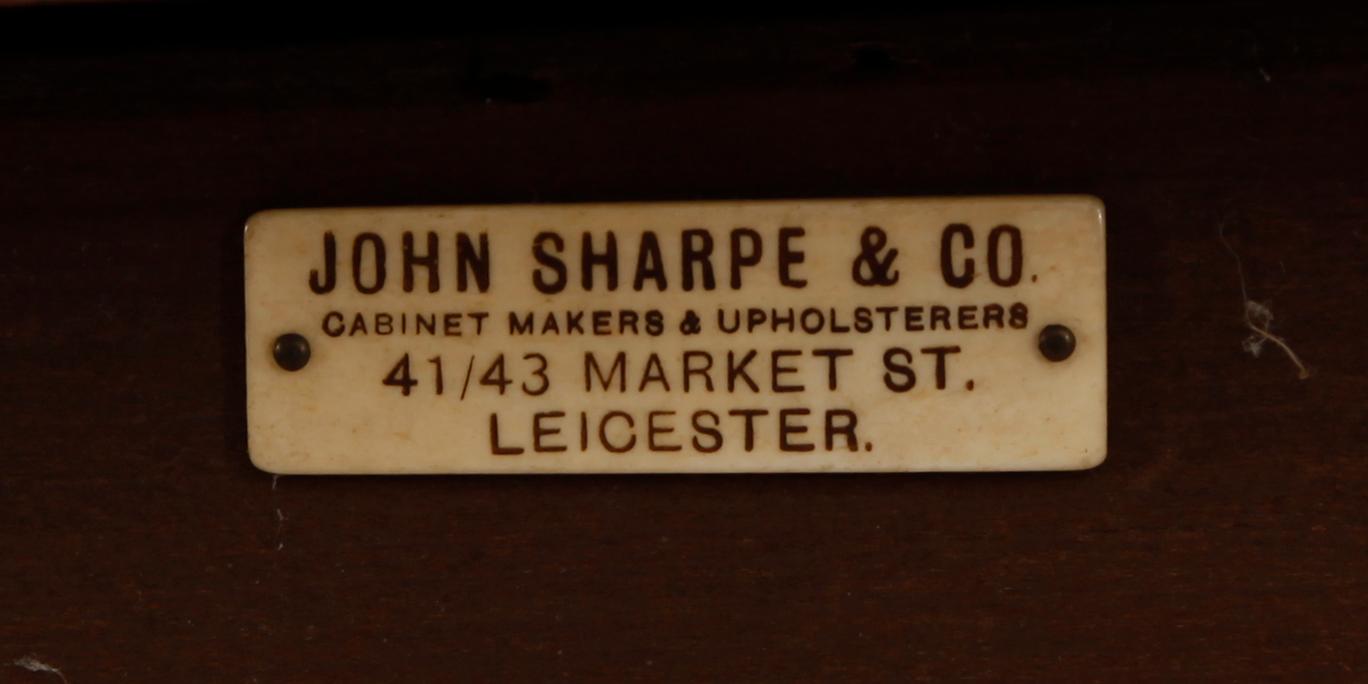 JOHN SHARPE & CO.
CABINET MAKERS & UPHOLSTERERS
41/43 MARKET ST.
LEICESTER.